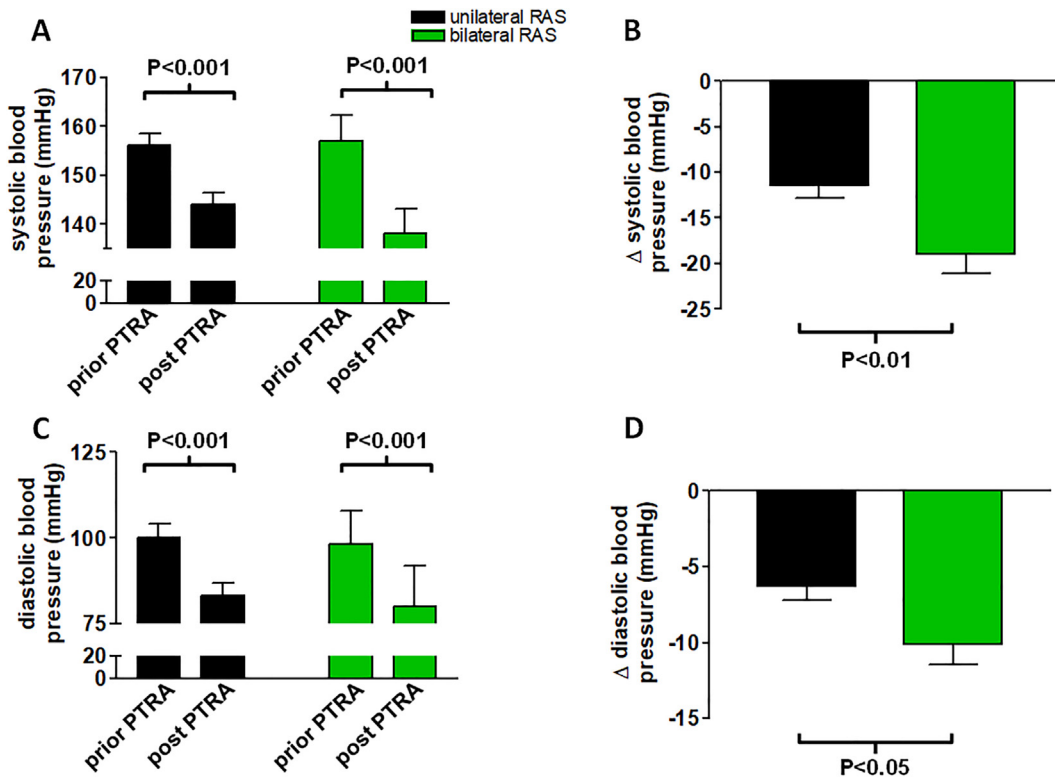 unilateral RAS
bilateral RAS
A
P<0.001
P<0.001
systolic blood
pressure (mmHg)
170
160
150
140
20
0
prior PTRA
post PTRA
prior PTRA
post PTRA
B
Δ systolic blood
pressure (mmHg)
0
-5
-10
-15
-20
-25
P<0.01
C
P<0.001
P<0.001
diastolic blood
pressure (mmHg)
125
100
75
20
0
prior PTRA
post PTRA
prior PTRA
post PTRA
D
Δ diastolic blood
pressure (mmHg)
0
-5
-10
-15
P<0.05